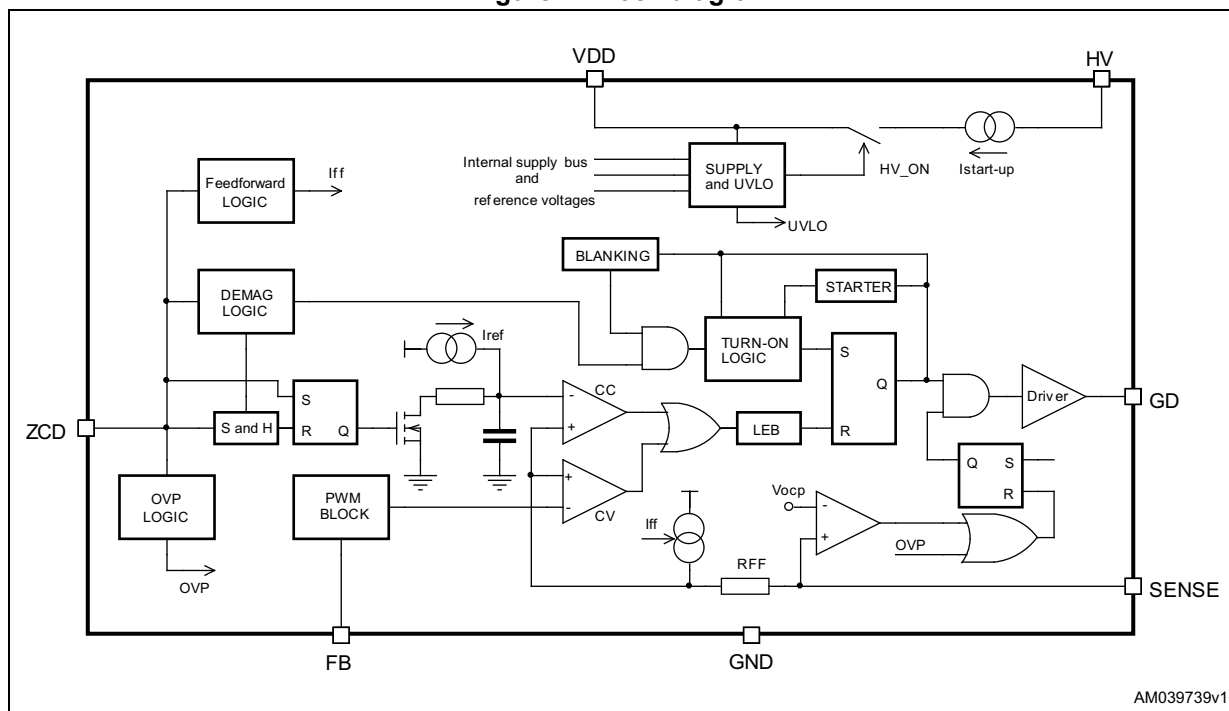 VDD
HV
Internal supply bus
and
reference voltages
SUPPLY
and UVLO
HV_ON
Istart-up
Feedforward
LOGIC
Iff
UVLO
BLANKING
STARTER
DEMAG
LOGIC
Iref
TURN-ON
LOGIC
S
Q
R
CC
-
+
S
R
Q
S and H
ZCD
LEB
Driver
GD
OVP
LOGIC
PWM
BLOCK
+
-
CV
Q
S
R
Vocp
-
+
Iff
OVP
RFF
OVP
SENSE
FB
GND
AM039739v1